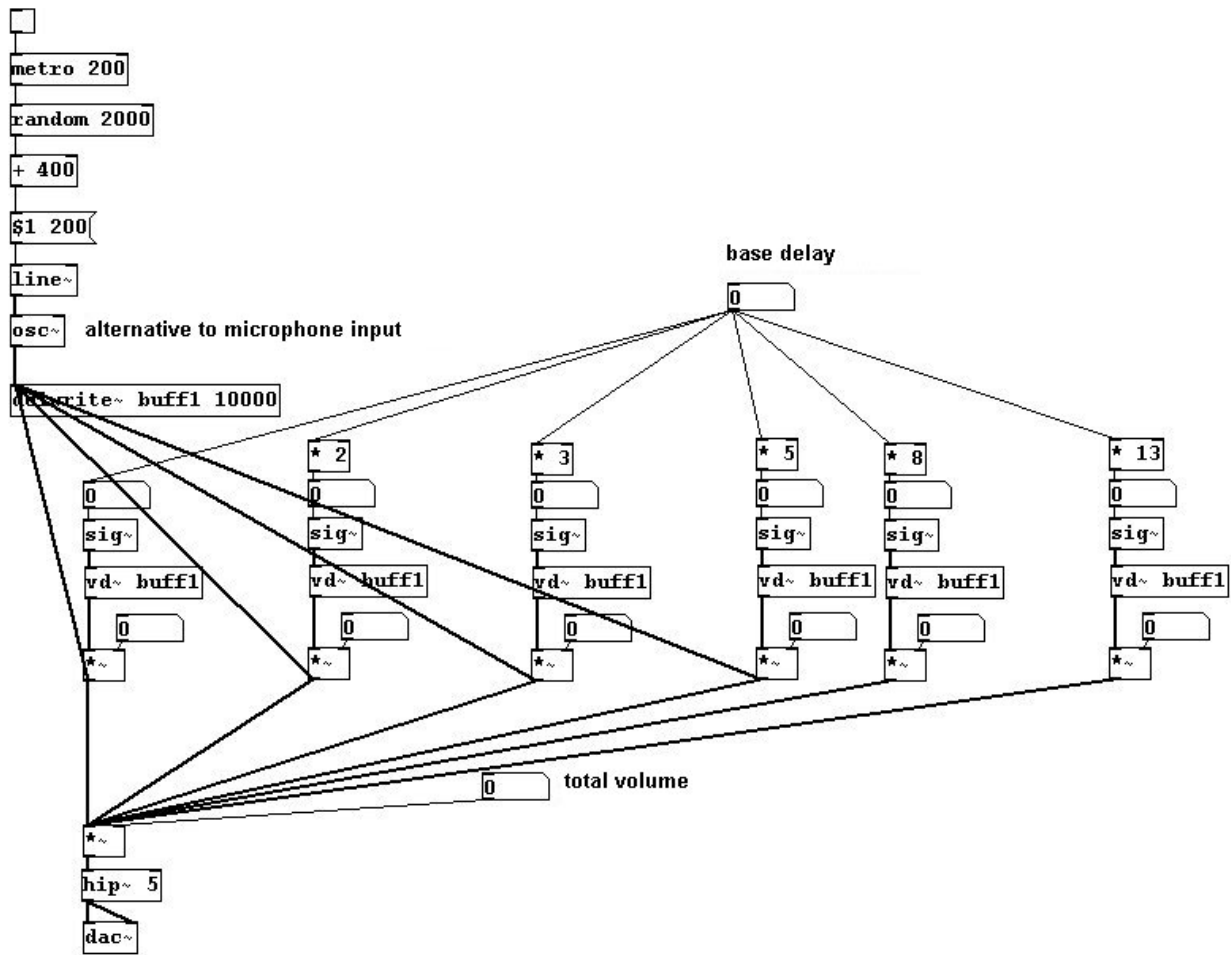 metro 200
random 2000
+ 400
$1 200
line~
base delay
0
osc~ alternative to microphone input
delwrite~ buff1 10000
* 2 * 3 * 5 * 8 * 13
0 0 0 0 0 0
sig~ sig~ sig~ sig~ sig~ sig~
vd~ buff1 vd~ buff1 vd~ buff1 vd~ buff1 vd~ buff1 vd~ buff1
0 0 0 0 0 0
*~ *~ *~ *~ *~ *~
0 total volume
*~
hip~ 5
dac~